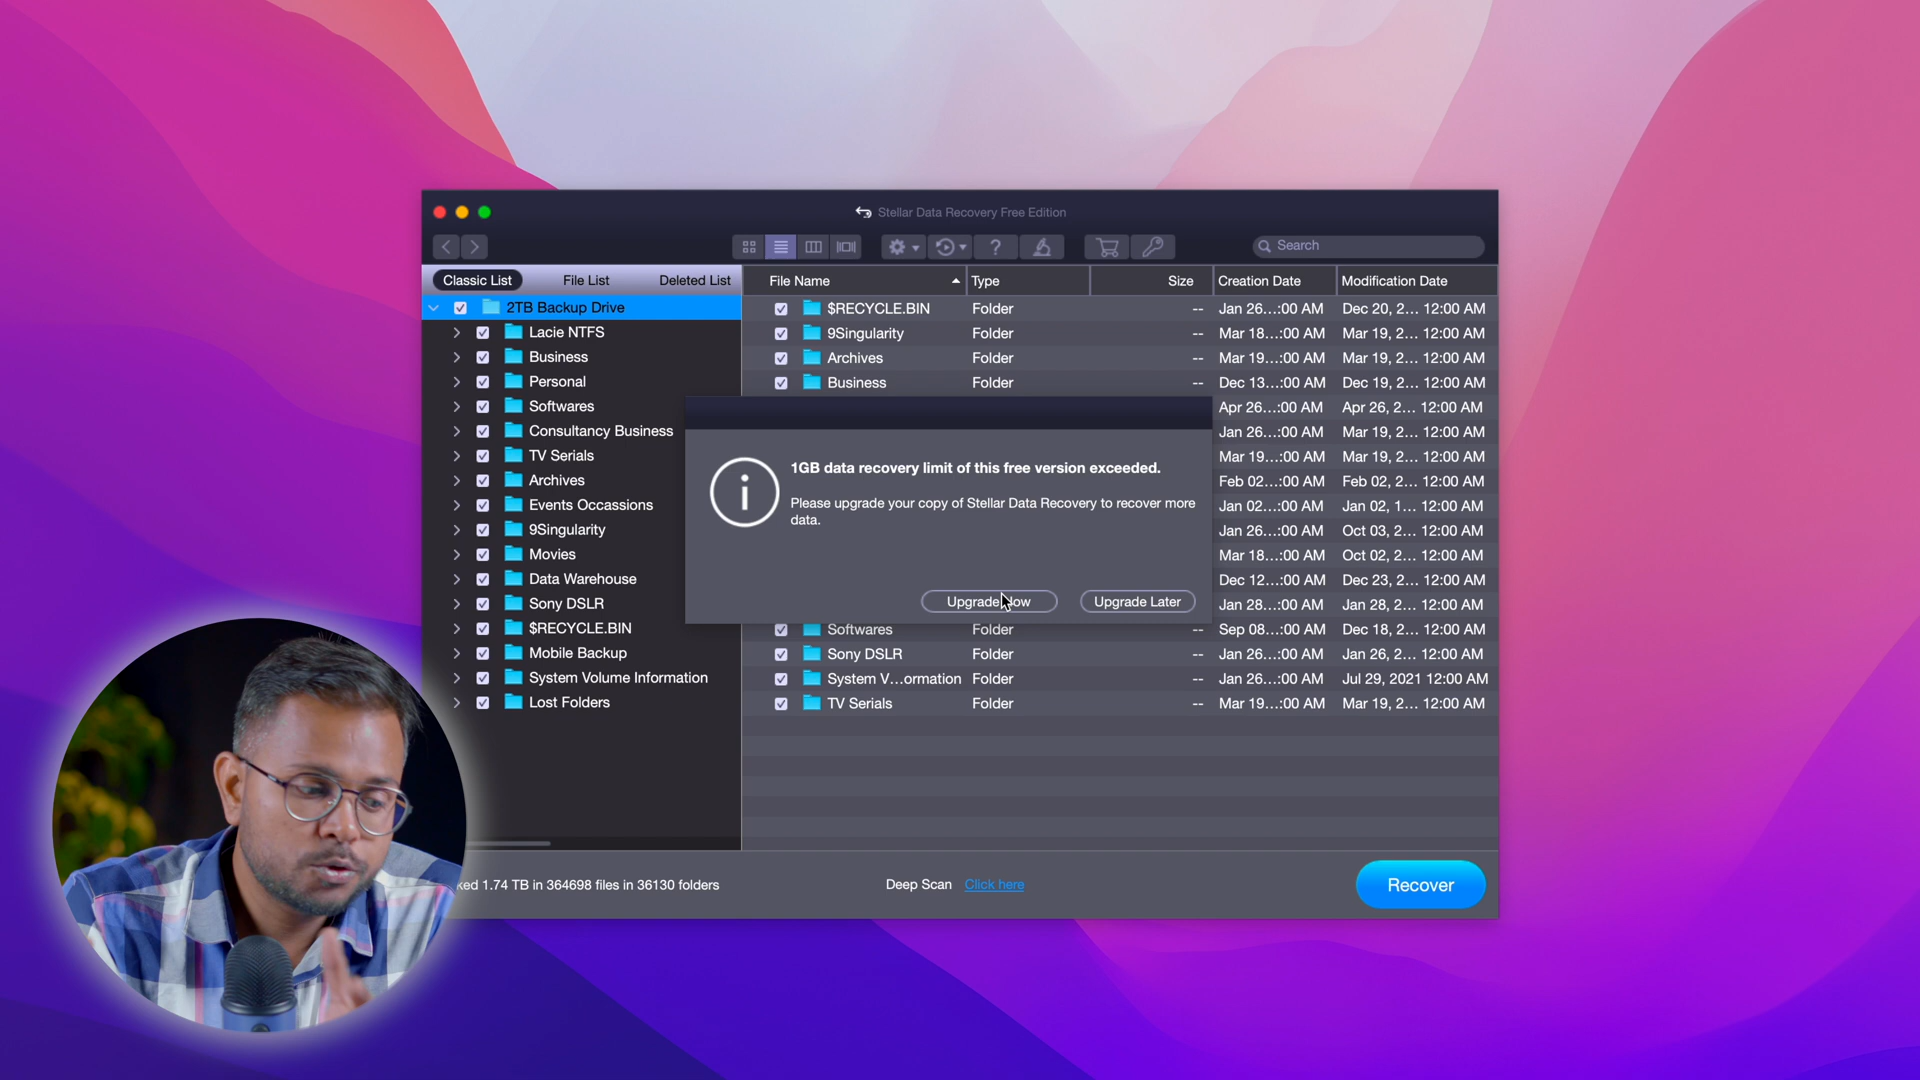 Stellar Data Recovery Free Edition
?
Search
Classic List File List Deleted List
File Name Type Size Creation Date Modification Date
2TB Backup Drive
Lacie NTFS
Business
Personal
Softwares
Consultancy Business
TV Serials
Archives
Events Occassions
9Singularity
Movies
Data Warehouse
Sony DSLR
$RECYCLE.BIN
Mobile Backup
System Volume Information
Lost Folders
$RECYCLE.BIN Folder -- Jan 26...:00 AM Dec 20, 2... 12:00 AM
9Singularity Folder -- Mar 18...:00 AM Mar 19, 2... 12:00 AM
Archives Folder -- Mar 19...:00 AM Mar 19, 2... 12:00 AM
Business Folder -- Dec 13...:00 AM Dec 19, 2... 12:00 AM
Apr 26...:00 AM Apr 26, 2... 12:00 AM
Jan 26...:00 AM Mar 19, 2... 12:00 AM
Mar 19...:00 AM Mar 19, 2... 12:00 AM
Feb 02...:00 AM Feb 02, 2... 12:00 AM
Jan 02...:00 AM Jan 02, 1... 12:00 AM
Jan 26...:00 AM Oct 03, 2... 12:00 AM
Mar 18...:00 AM Oct 02, 2... 12:00 AM
Dec 12...:00 AM Dec 23, 2... 12:00 AM
Jan 28...:00 AM Jan 28, 2... 12:00 AM
Softwares Folder -- Sep 08...:00 AM Dec 18, 2... 12:00 AM
Sony DSLR Folder -- Jan 26...:00 AM Jan 26, 2... 12:00 AM
System V...ormation Folder -- Jan 26...:00 AM Jul 29, 2021 12:00 AM
TV Serials Folder -- Mar 19...:00 AM Mar 19, 2... 12:00 AM
1GB data recovery limit of this free version exceeded.
Please upgrade your copy of Stellar Data Recovery to recover more
data.
Upgrade Now Upgrade Later
1.74 TB in 364698 files in 36130 folders
Deep Scan Click here
Recover